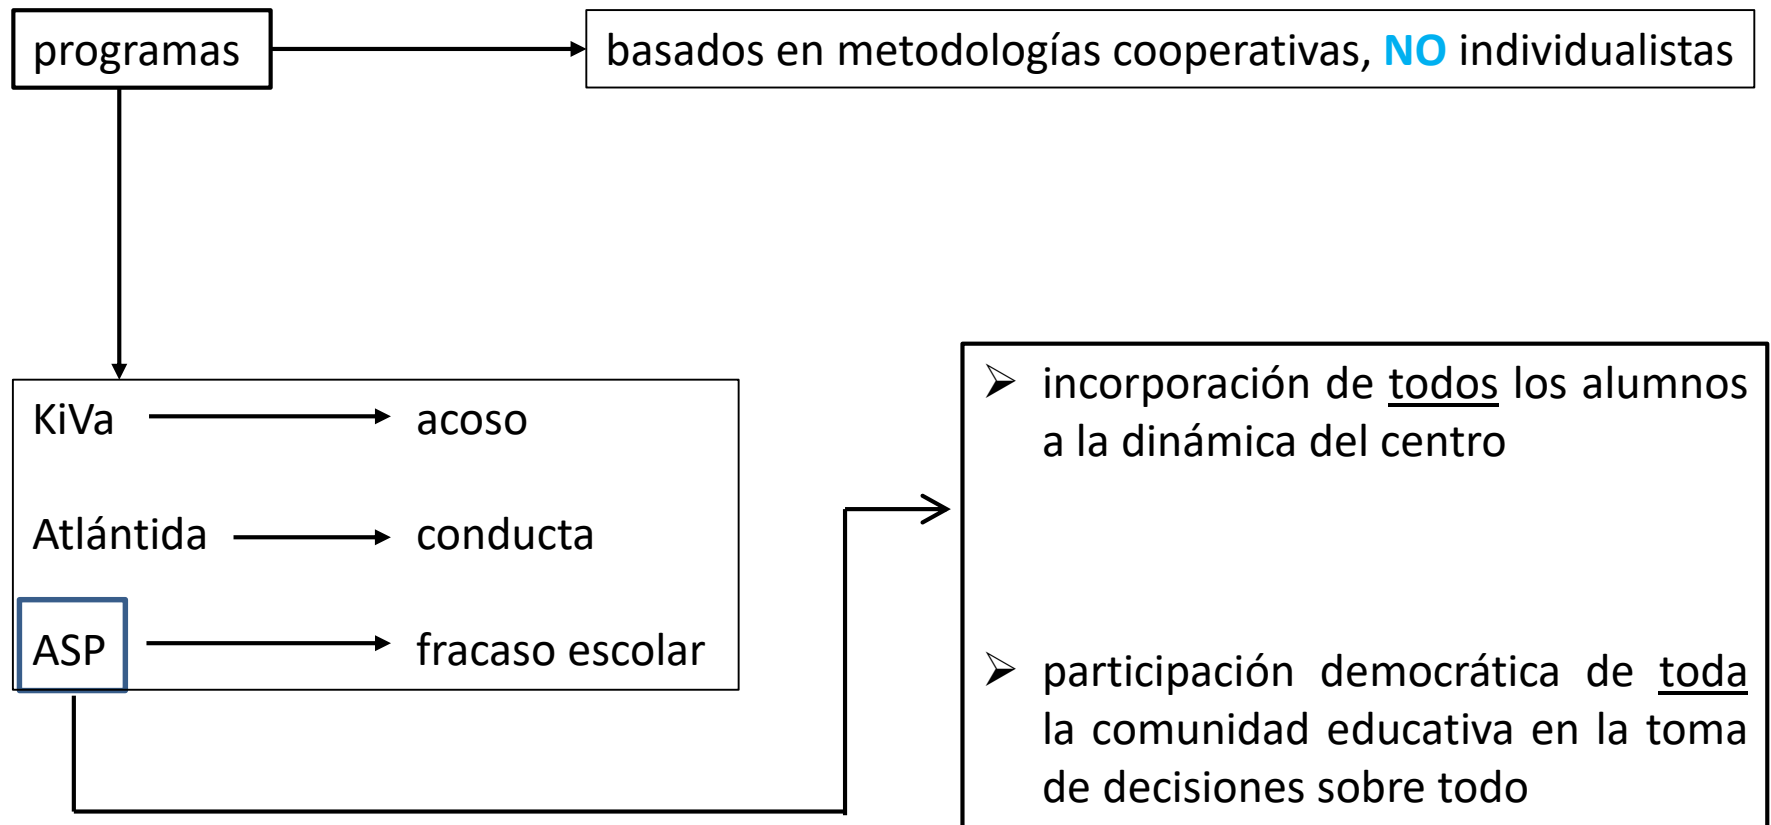 programas
basados en metodologías cooperativas, NO individualistas
KiVa
acoso
Atlántida
conducta
ASP
fracaso escolar
incorporación de todos los alumnos
a la dinámica del centro
participación democrática de toda
la comunidad educativa en la toma
de decisiones sobre todo